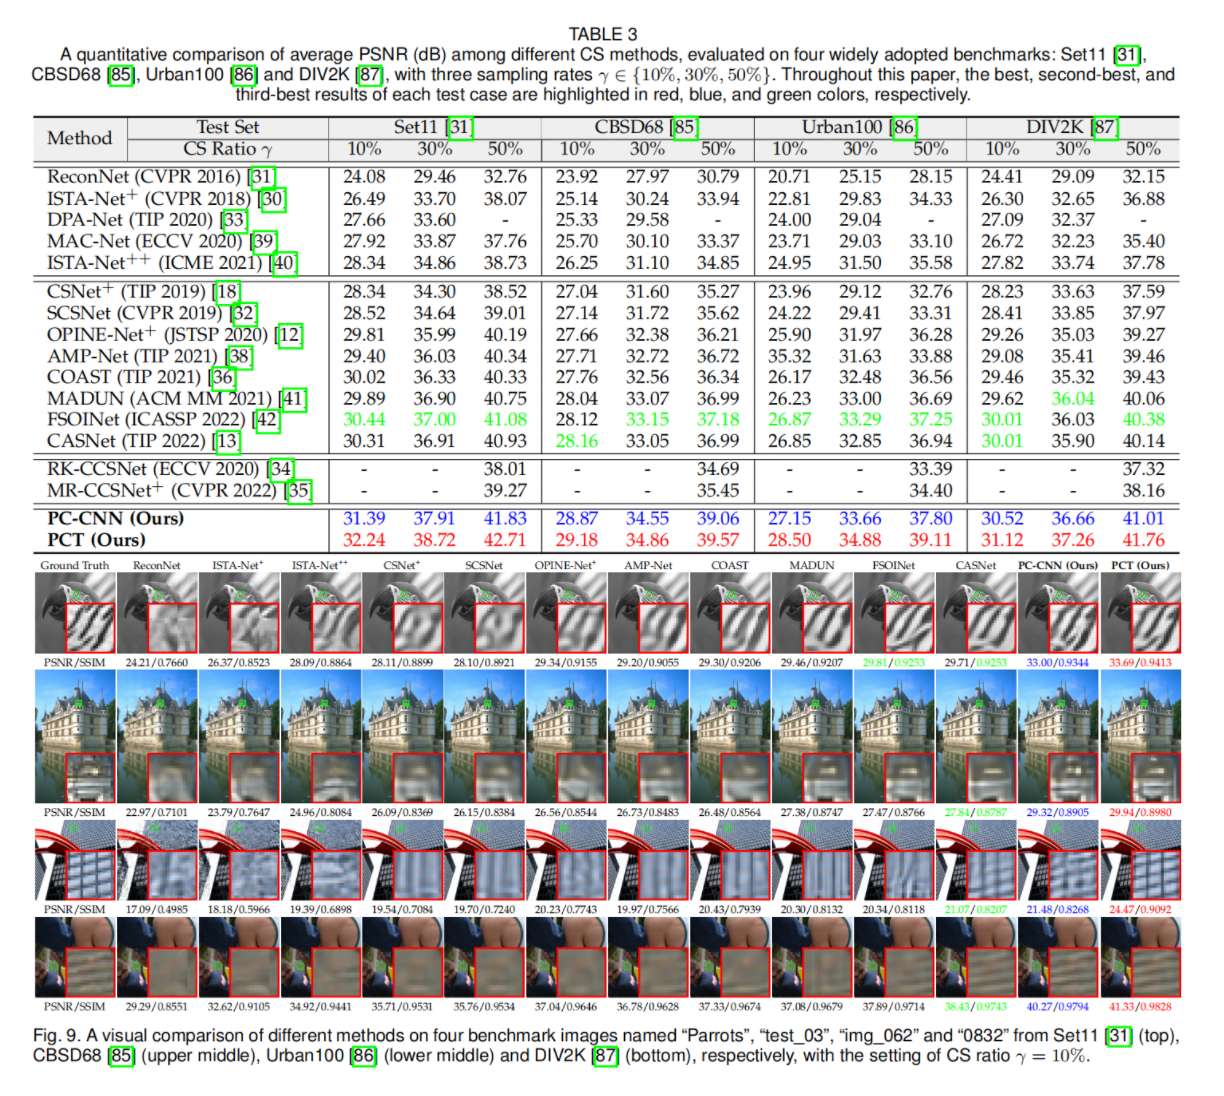 TABLE 3
A quantitative comparison of average PSNR (dB) among different CS methods, evaluated on four widely adopted benchmarks: Set11 [31],
CBSD68 [85], Urban100 [86] and DIV2K [87], with three sampling rates γ ∈ {10%, 30%, 50%}. Throughout this paper, the best, second-best, and
third-best results of each test case are highlighted in red, blue, and green colors, respectively.
Method Test Set Set11 [31] CBSD68 [85] Urban100 [86] DIV2K [87]
CS Ratio γ 10% 30% 50% 10% 30% 50% 10% 30% 50% 10% 30% 50%
ReconNet (CVPR 2016) [31] 24.08 29.46 32.76 23.92 27.97 30.79 20.71 25.15 28.15 24.41 29.09 32.15
ISTA-Net+ (CVPR 2018) [30] 26.49 33.70 38.07 25.14 30.24 33.94 22.81 29.83 34.33 26.30 32.65 36.88
DPA-Net (TIP 2020) [33] 27.66 33.60 - 25.33 29.58 - 24.00 29.04 - 27.09 32.37 -
MAC-Net (ECCV 2020) [39] 27.92 33.87 37.76 25.70 30.10 33.37 23.71 29.03 33.10 26.72 32.23 35.40
ISTA-Net++ (ICME 2021) [40] 28.34 34.86 38.73 26.25 31.10 34.85 24.95 31.50 35.58 27.82 33.74 37.78
CSNet+ (TIP 2019) [18] 28.34 34.30 38.52 27.04 31.60 35.27 23.96 29.12 32.76 28.23 33.63 37.59
SCSNet (CVPR 2019) [32] 28.52 34.64 39.01 27.14 31.72 35.62 24.22 29.41 33.31 28.41 33.85 37.97
OPINE-Net+ (JSTSP 2020) [12] 29.81 35.99 40.19 27.66 32.38 36.21 25.90 31.97 36.28 29.26 35.03 39.27
AMP-Net (TIP 2021) [38] 29.40 36.03 40.34 27.71 32.72 36.72 35.32 31.63 33.88 29.08 35.41 39.46
COAST (TIP 2021) [36] 30.02 36.33 40.33 27.76 32.56 36.34 26.17 32.48 36.56 29.46 35.32 39.43
MADUN (ACM MM 2021) [41] 29.89 36.90 40.75 28.04 33.07 36.99 26.23 33.00 36.69 29.62 36.04 40.06
FSOINet (ICASSP 2022) [42] 30.44 37.00 41.08 28.12 33.15 37.18 26.87 33.29 37.25 30.01 36.03 40.38
CASNet (TIP 2022) [13] 30.31 36.91 40.93 28.16 33.05 36.99 26.85 32.85 36.94 30.01 35.90 40.14
RK-CCSNet (ECCV 2020) [34] - - 38.01 - - 34.69 - - 33.39 - - 37.32
MR-CCSNet+ (CVPR 2022) [35] - - 39.27 - - 35.45 - - 34.40 - - 38.16
PC-CNN (Ours) 31.39 37.91 41.83 28.87 34.55 39.06 27.15 33.66 37.80 30.52 36.66 41.01
PCT (Ours) 32.24 38.72 42.71 29.18 34.86 39.57 28.50 34.88 39.11 31.12 37.26 41.76
Ground Truth ReconNet ISTA-Net+ ISTA-Net++ CSNet+ SCSNet OPINE-Net+ AMP-Net COAST MADUN FSOINet CASNet PC-CNN (Ours) PCT (Ours)
PSNR/SSIM 24.21/0.7660 26.37/0.8523 28.09/0.8864 28.11/0.8899 28.10/0.8921 29.34/0.9155 29.20/0.9055 29.30/0.9206 29.46/0.9207 29.81/0.9253 29.71/0.9253 33.00/0.9344 33.69/0.9413
PSNR/SSIM 22.97/0.7101 23.79/0.7647 24.96/0.8084 26.09/0.8369 26.15/0.8384 26.56/0.8544 26.73/0.8483 26.48/0.8564 27.38/0.8747 27.47/0.8766 27.84/0.8787 29.32/0.8905 29.94/0.8980
PSNR/SSIM 17.09/0.4985 18.18/0.5966 19.39/0.6898 19.54/0.7084 19.70/0.7240 20.23/0.7743 19.97/0.7566 20.43/0.7939 20.30/0.8132 20.34/0.8118 21.07/0.8207 21.48/0.8268 24.47/0.9092
PSNR/SSIM 29.29/0.8551 32.62/0.9105 34.92/0.9441 35.71/0.9531 35.76/0.9534 37.04/0.9646 36.78/0.9628 37.33/0.9674 37.08/0.9679 37.89/0.9714 38.43/0.9743 40.27/0.9794 41.33/0.9828
Fig. 9. A visual comparison of different methods on four benchmark images named “Parrots”, “test_03”, “img_062” and “0832” from Set11 [31] (top),
CBSD68 [85] (upper middle), Urban100 [86] (lower middle) and DIV2K [87] (bottom), respectively, with the setting of CS ratio γ = 10%.